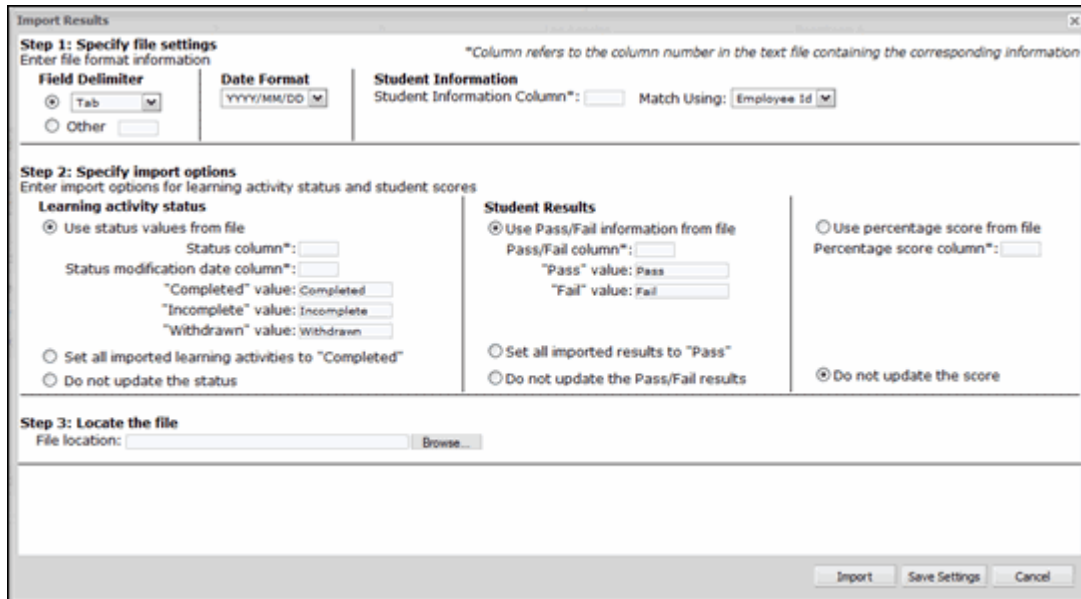 Import Results
Step 1: Specify file settings
Enter file format information
*Column refers to the column number in the text file containing the corresponding information
Field Delimiter
Tab
Other
Date Format
YYYY/MM/DD
Student Information
Student Information Column*: Match Using: Employee Id
Step 2: Specify import options
Enter import options for learning activity status and student scores
Learning activity status
Use status values from file
Status column*:
Status modification date column*:
"Completed" value: Completed
"Incomplete" value: Incomplete
"Withdrawn" value: Withdrawn
Set all imported learning activities to "Completed"
Do not update the status
Student Results
Use Pass/Fail information from file
Pass/Fail column*:
"Pass" value: Pass
"Fail" value: Fail
Set all imported results to "Pass"
Do not update the Pass/Fail results
Use percentage score from file
Percentage score column*:
Do not update the score
Step 3: Locate the file
File location: Browse...
Import Save Settings Cancel